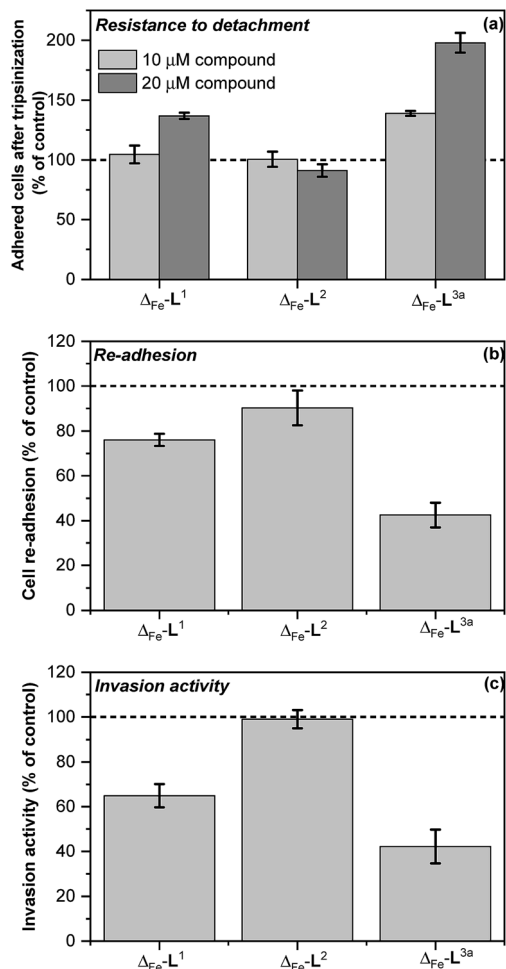 Resistance to detachment (a)
10 μM compound
20 μM compound
Adhered cells after tripsinization
(% of control)
200
150
100
50
0
ΔFe-L1 ΔFe-L2 ΔFe-L3a
Re-adhesion (b)
Cell re-adhesion (% of control)
120
100
80
60
40
20
0
ΔFe-L1 ΔFe-L2 ΔFe-L3a
Invasion activity (c)
Invasion activity (% of control)
120
100
80
60
40
20
0
ΔFe-L1 ΔFe-L2 ΔFe-L3a